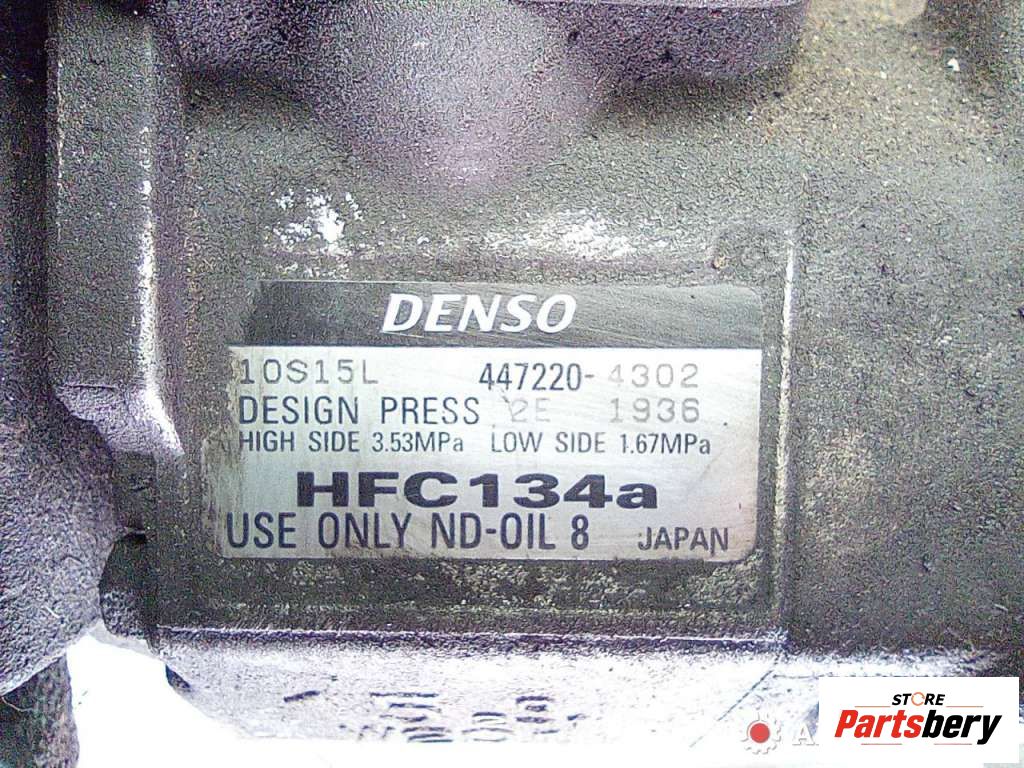 DENSO
10S15L 447220-4302
DESIGN PRESS 2E 1936
HIGH SIDE 3.53MPa LOW SIDE 1.67MPa
HFC134a
USE ONLY ND-OIL 8 JAPAN
STORE
Partsbery